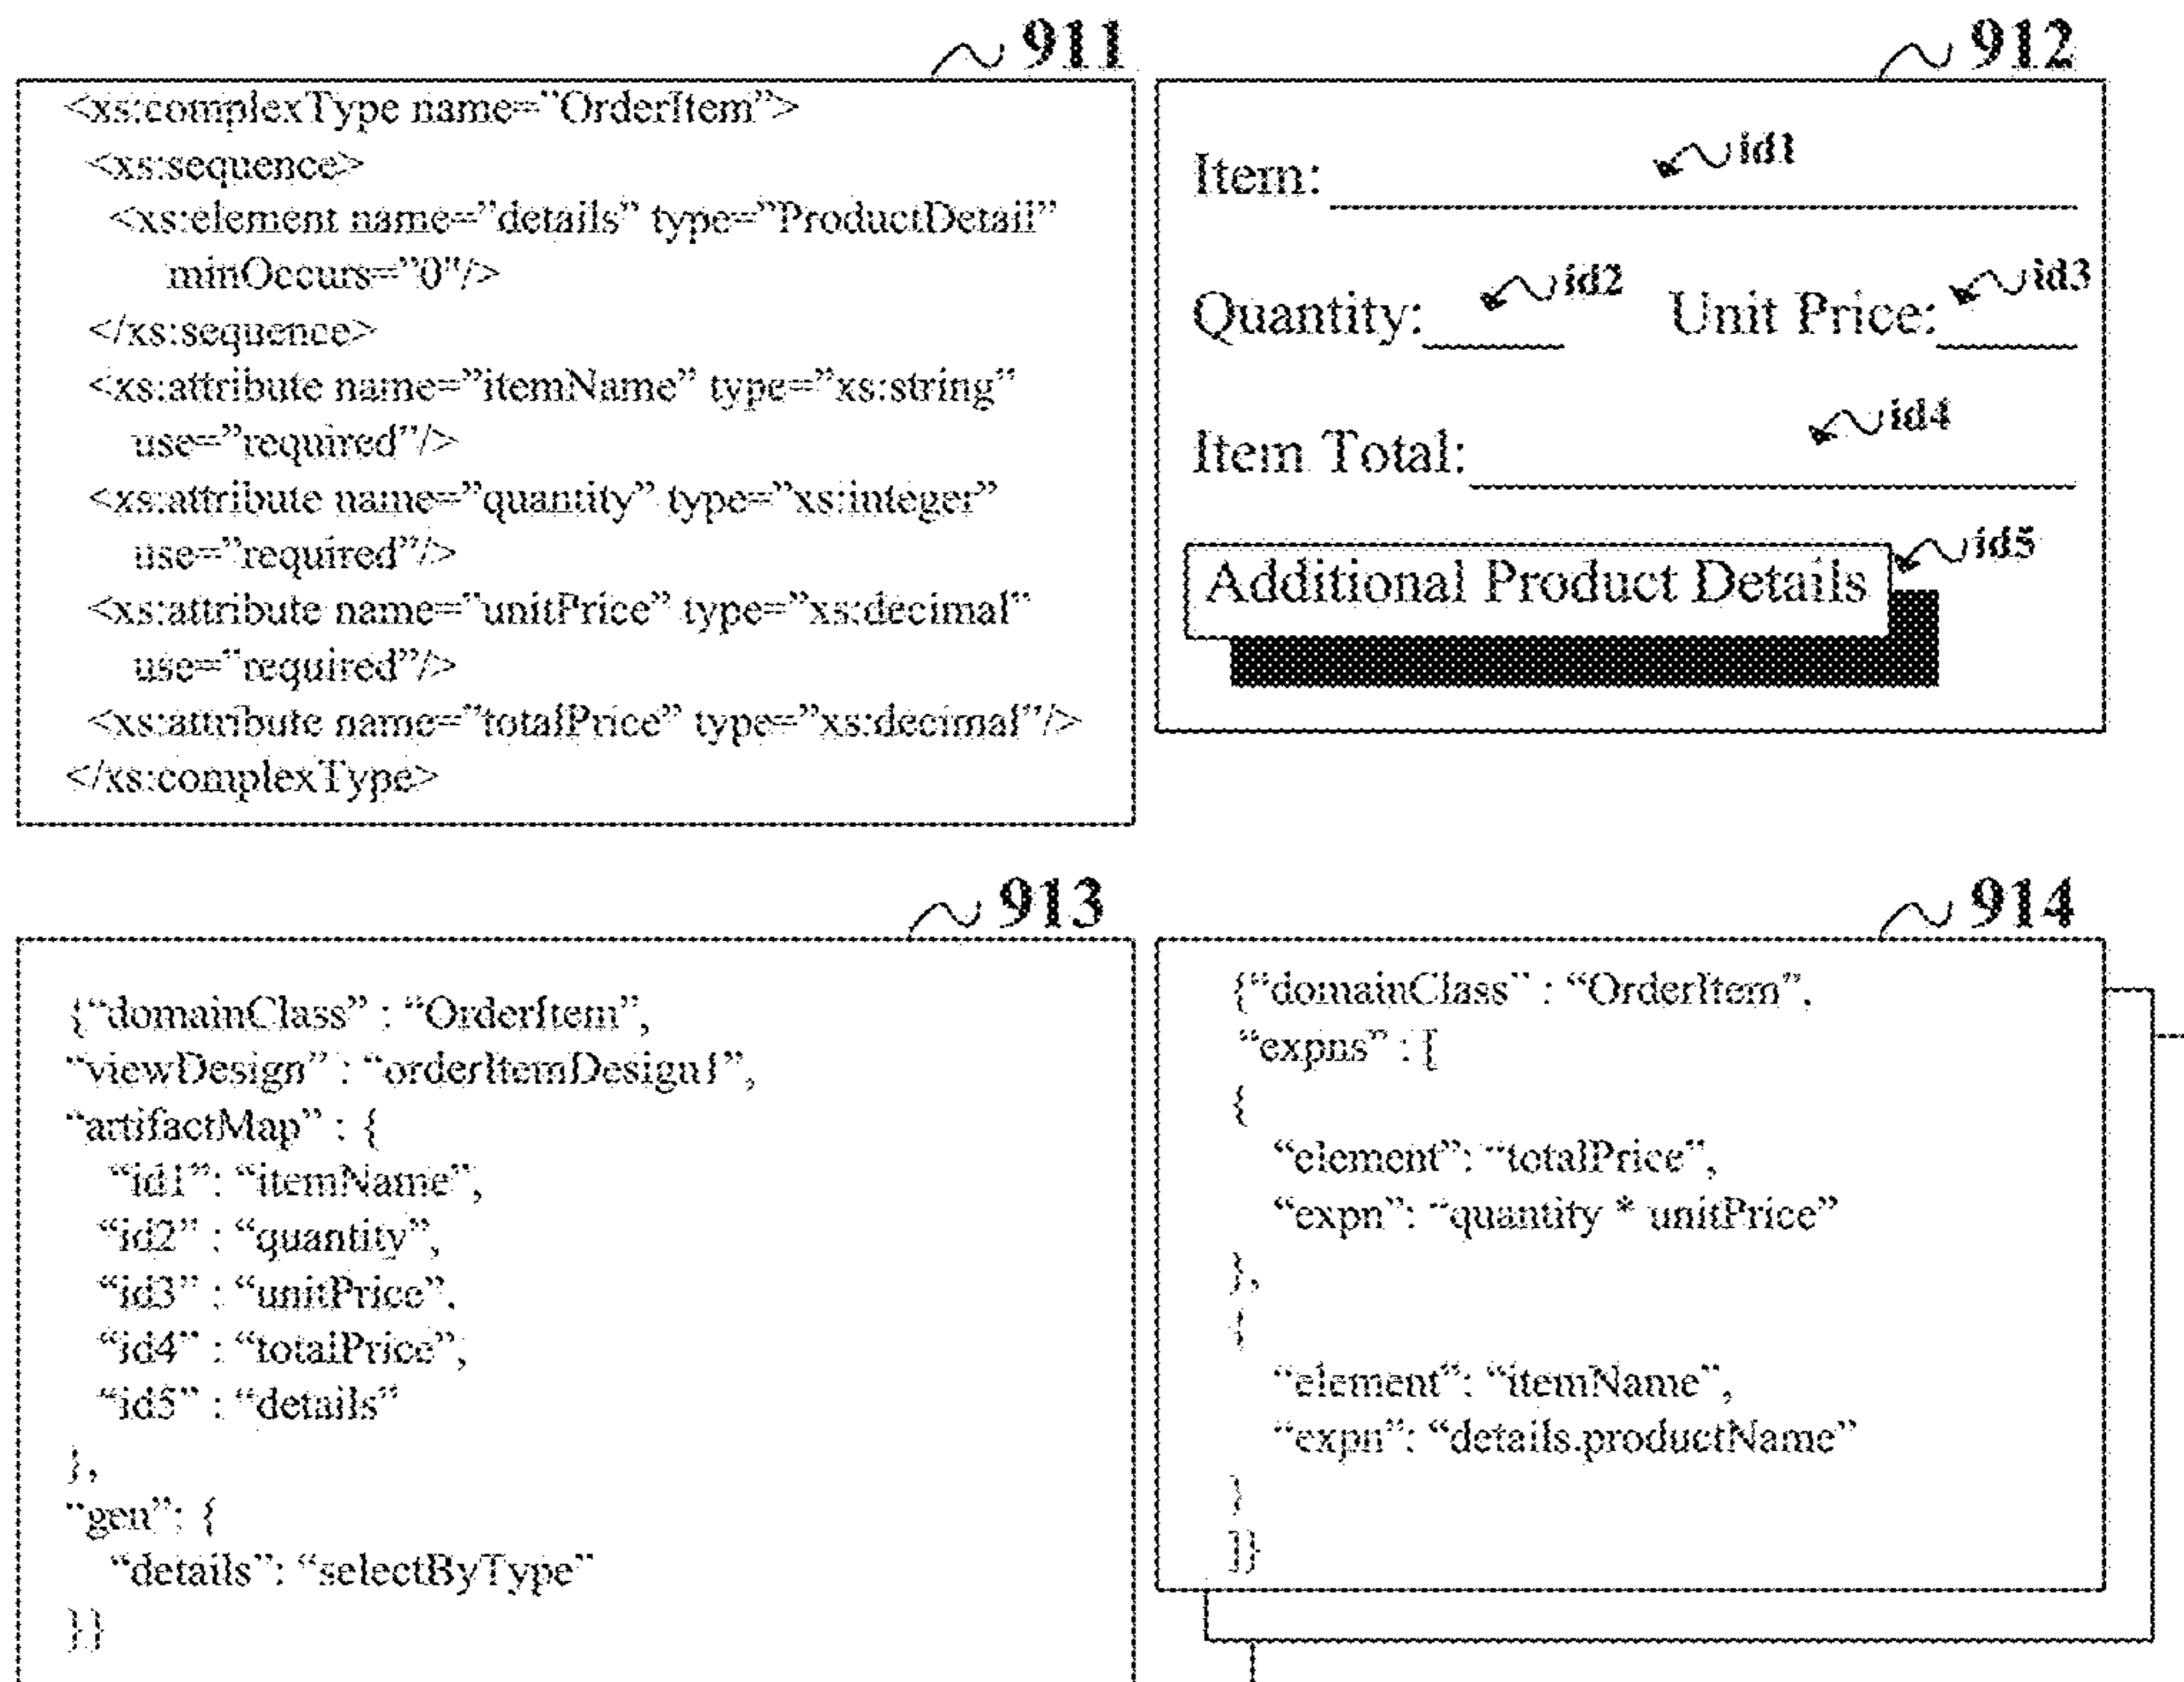 911
<xs:complexType name=”OrderItem”>
<xs:sequence>
<xs:element name=”details” type=”ProductDetail”
minOccurs=”0"/>
</xs:sequence>
<xs:attribute name=”itemName” type=”xs:string”
use=”required”/>
<xs:attribute name=”quantity” type=”xs:integer”
use=”required”/>
<xs:attribute name=”unitPrice” type=”xs:decimal”
use=”required”/>
<xs:attribute name=”totalPrice” type=”xs:decimal”/>
</xs:complexType>
912
Item: id1
Quantity: id2 Unit Price: id3
Item Total: id4
Additional Product Details id5
913
{“domainClass” : “OrderItem”,
“viewDesign” : “orderItemDesign1”,
“artifactMap” : {
“id1”: “itemName”,
“id2” : “quantity”,
“id3” : “unitPrice”,
“id4” : “totalPrice”,
“id5” : “details”
},
“gen”: {
“details”: “selectByType”
}}
914
{“domainClass” : “OrderItem”,
“expns” : [
{
“element”: “totalPrice”,
“expn”: “quantity * unitPrice”
},
{
“element”: “itemName”,
“expn”: “details.productName”
}
]}